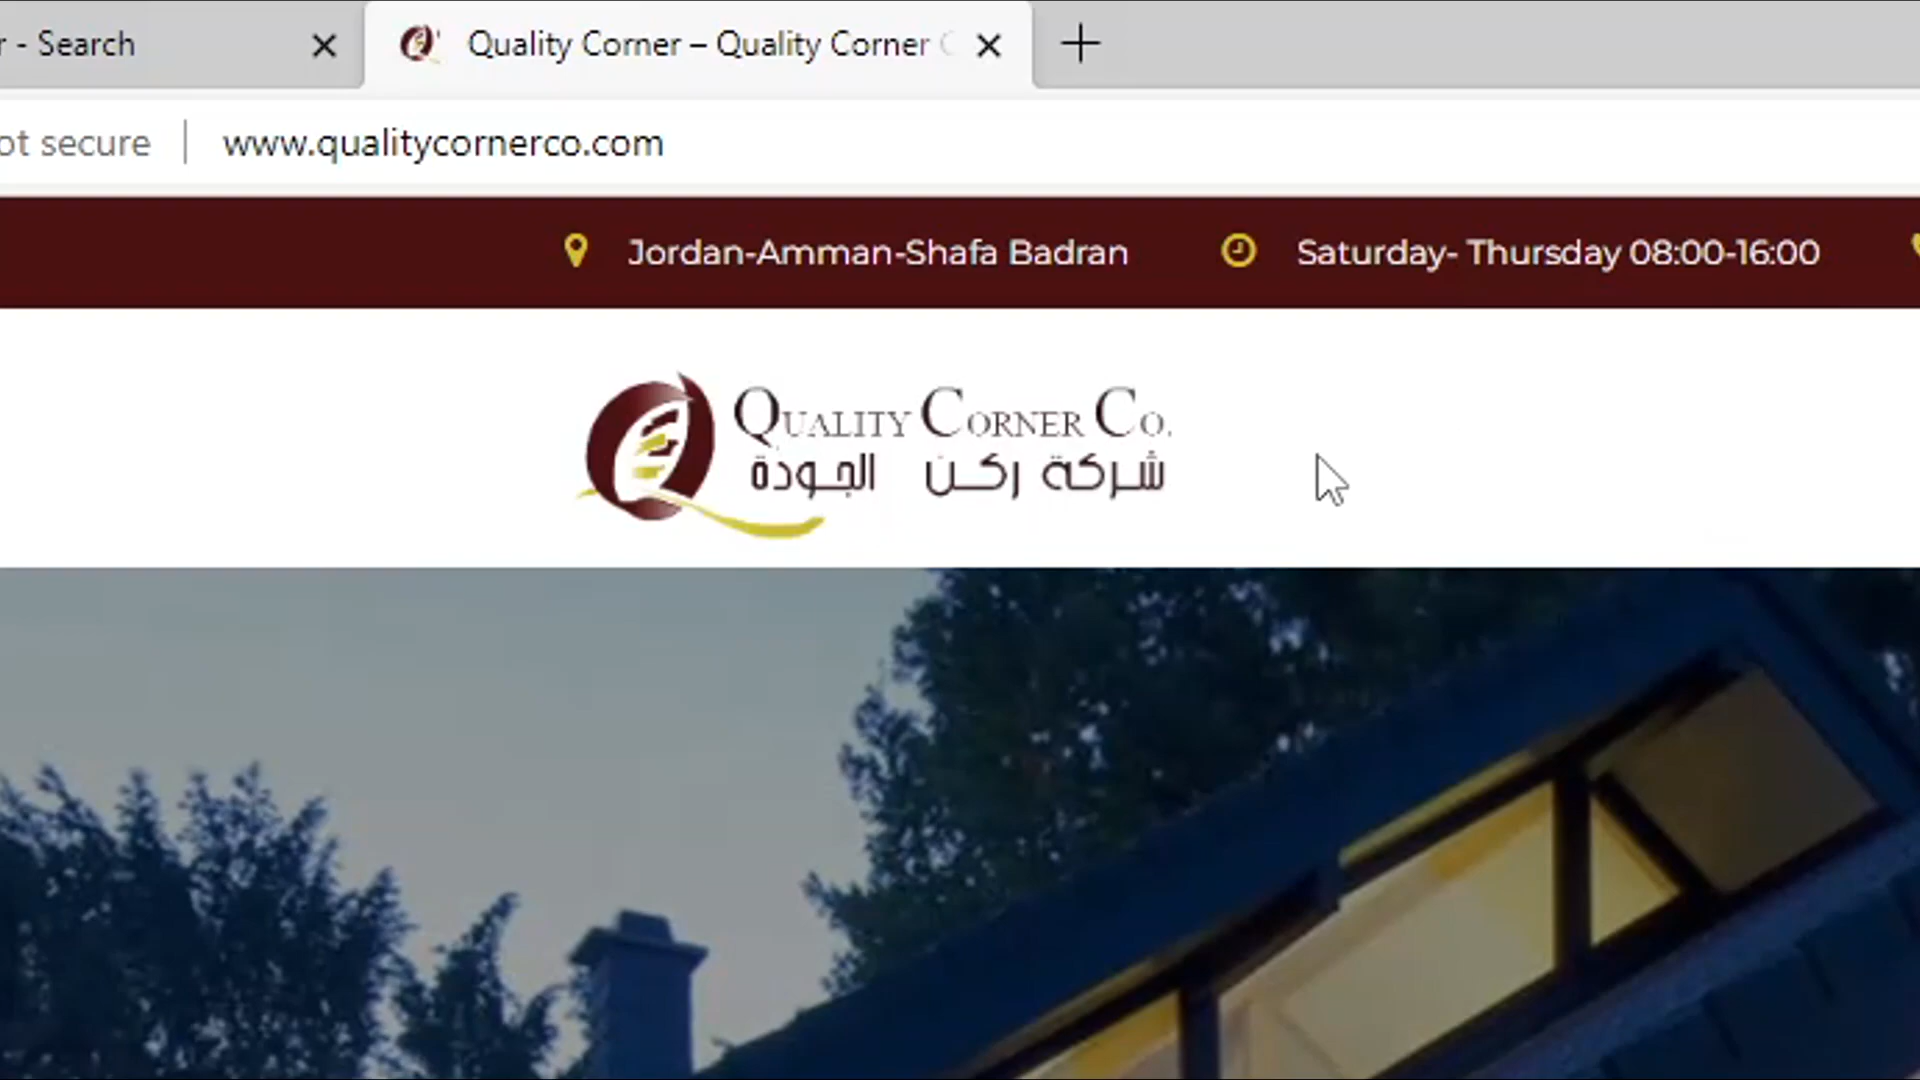 r - Search
Quality Corner – Quality Corner
ot secure
www.qualitycornerco.com
Jordan-Amman-Shafa Badran
Saturday- Thursday 08:00-16:00
QUALITY CORNER CO.
شركة ركن الجودة